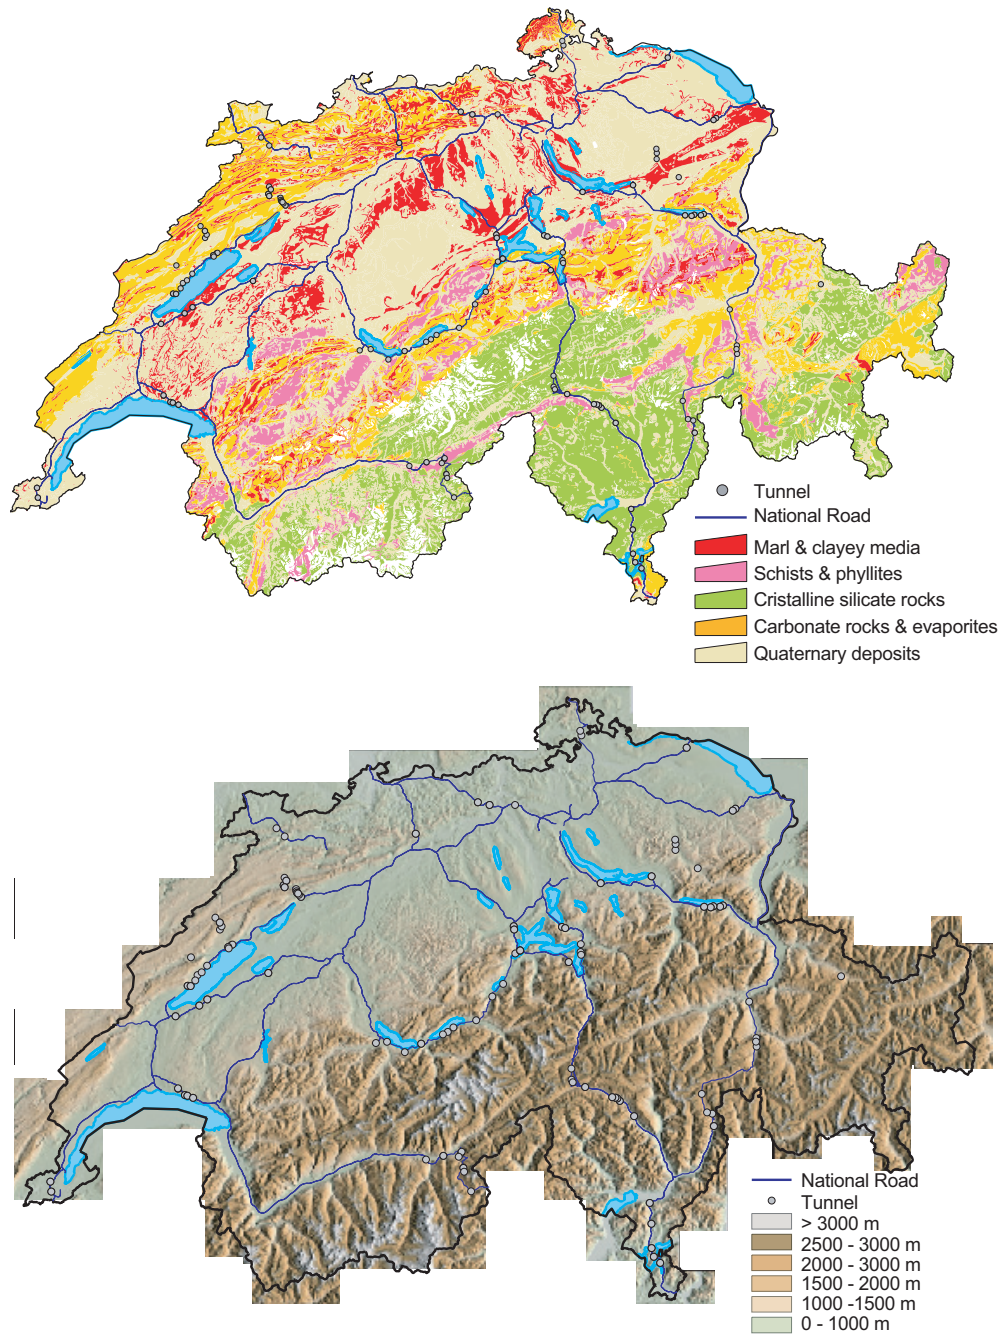 Tunnel
National Road
Marl & clayey media
Schists & phyllites
Cristalline silicate rocks
Carbonate rocks & evaporites
Quaternary deposits
National Road
Tunnel
> 3000 m
2500 - 3000 m
2000 - 3000 m
1500 - 2000 m
1000 -1500 m
0 - 1000 m